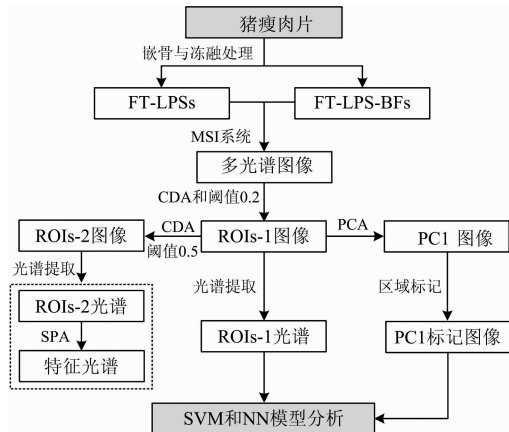 猪瘦肉片
嵌骨与冻融处理
FT-LPSs
FT-LPS-BFs
MSI系统
多光谱图像
CDA和阈值0.2
ROIs-2图像
CDA
阈值0.5
ROIs-1图像
PCA
PC1 图像
光谱提取
光谱提取
区域标记
ROIs-2光谱
SPA
特征光谱
ROIs-1光谱
PC1标记图像
SVM和NN模型分析